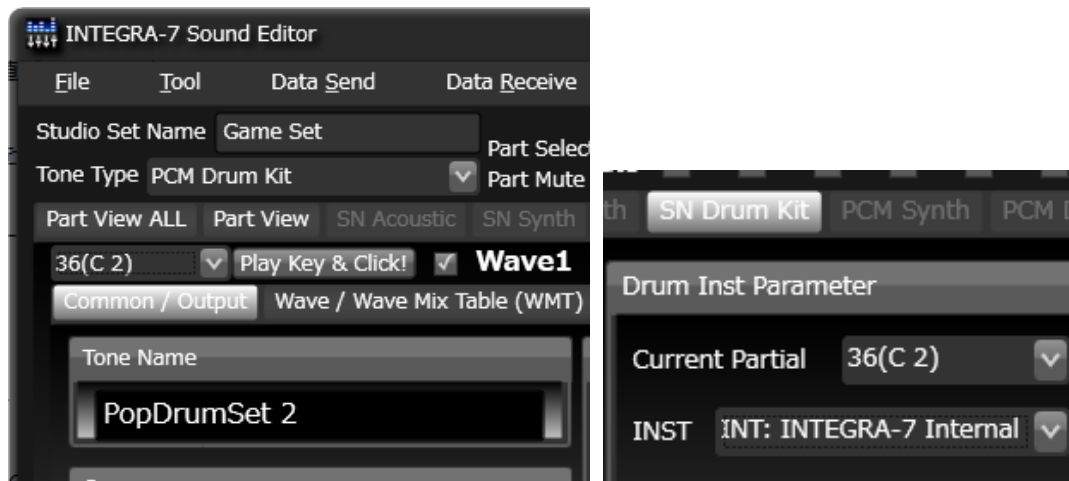 INTEGRA-7 Sound Editor
File Tool Data Send Data Receive
Studio Set Name Game Set
Part Select
Tone Type PCM Drum Kit Part Mute
Part View ALL Part View SN Acoustic SN Synth
36(C 2) Play Key & Click! Wave1
Common / Output Wave / Wave Mix Table (WMT)
Tone Name
PopDrumSet 2
SN Drum Kit PCM Synth PCM
Drum Inst Parameter
Current Partial 36(C 2)
INST INT: INTEGRA-7 Internal